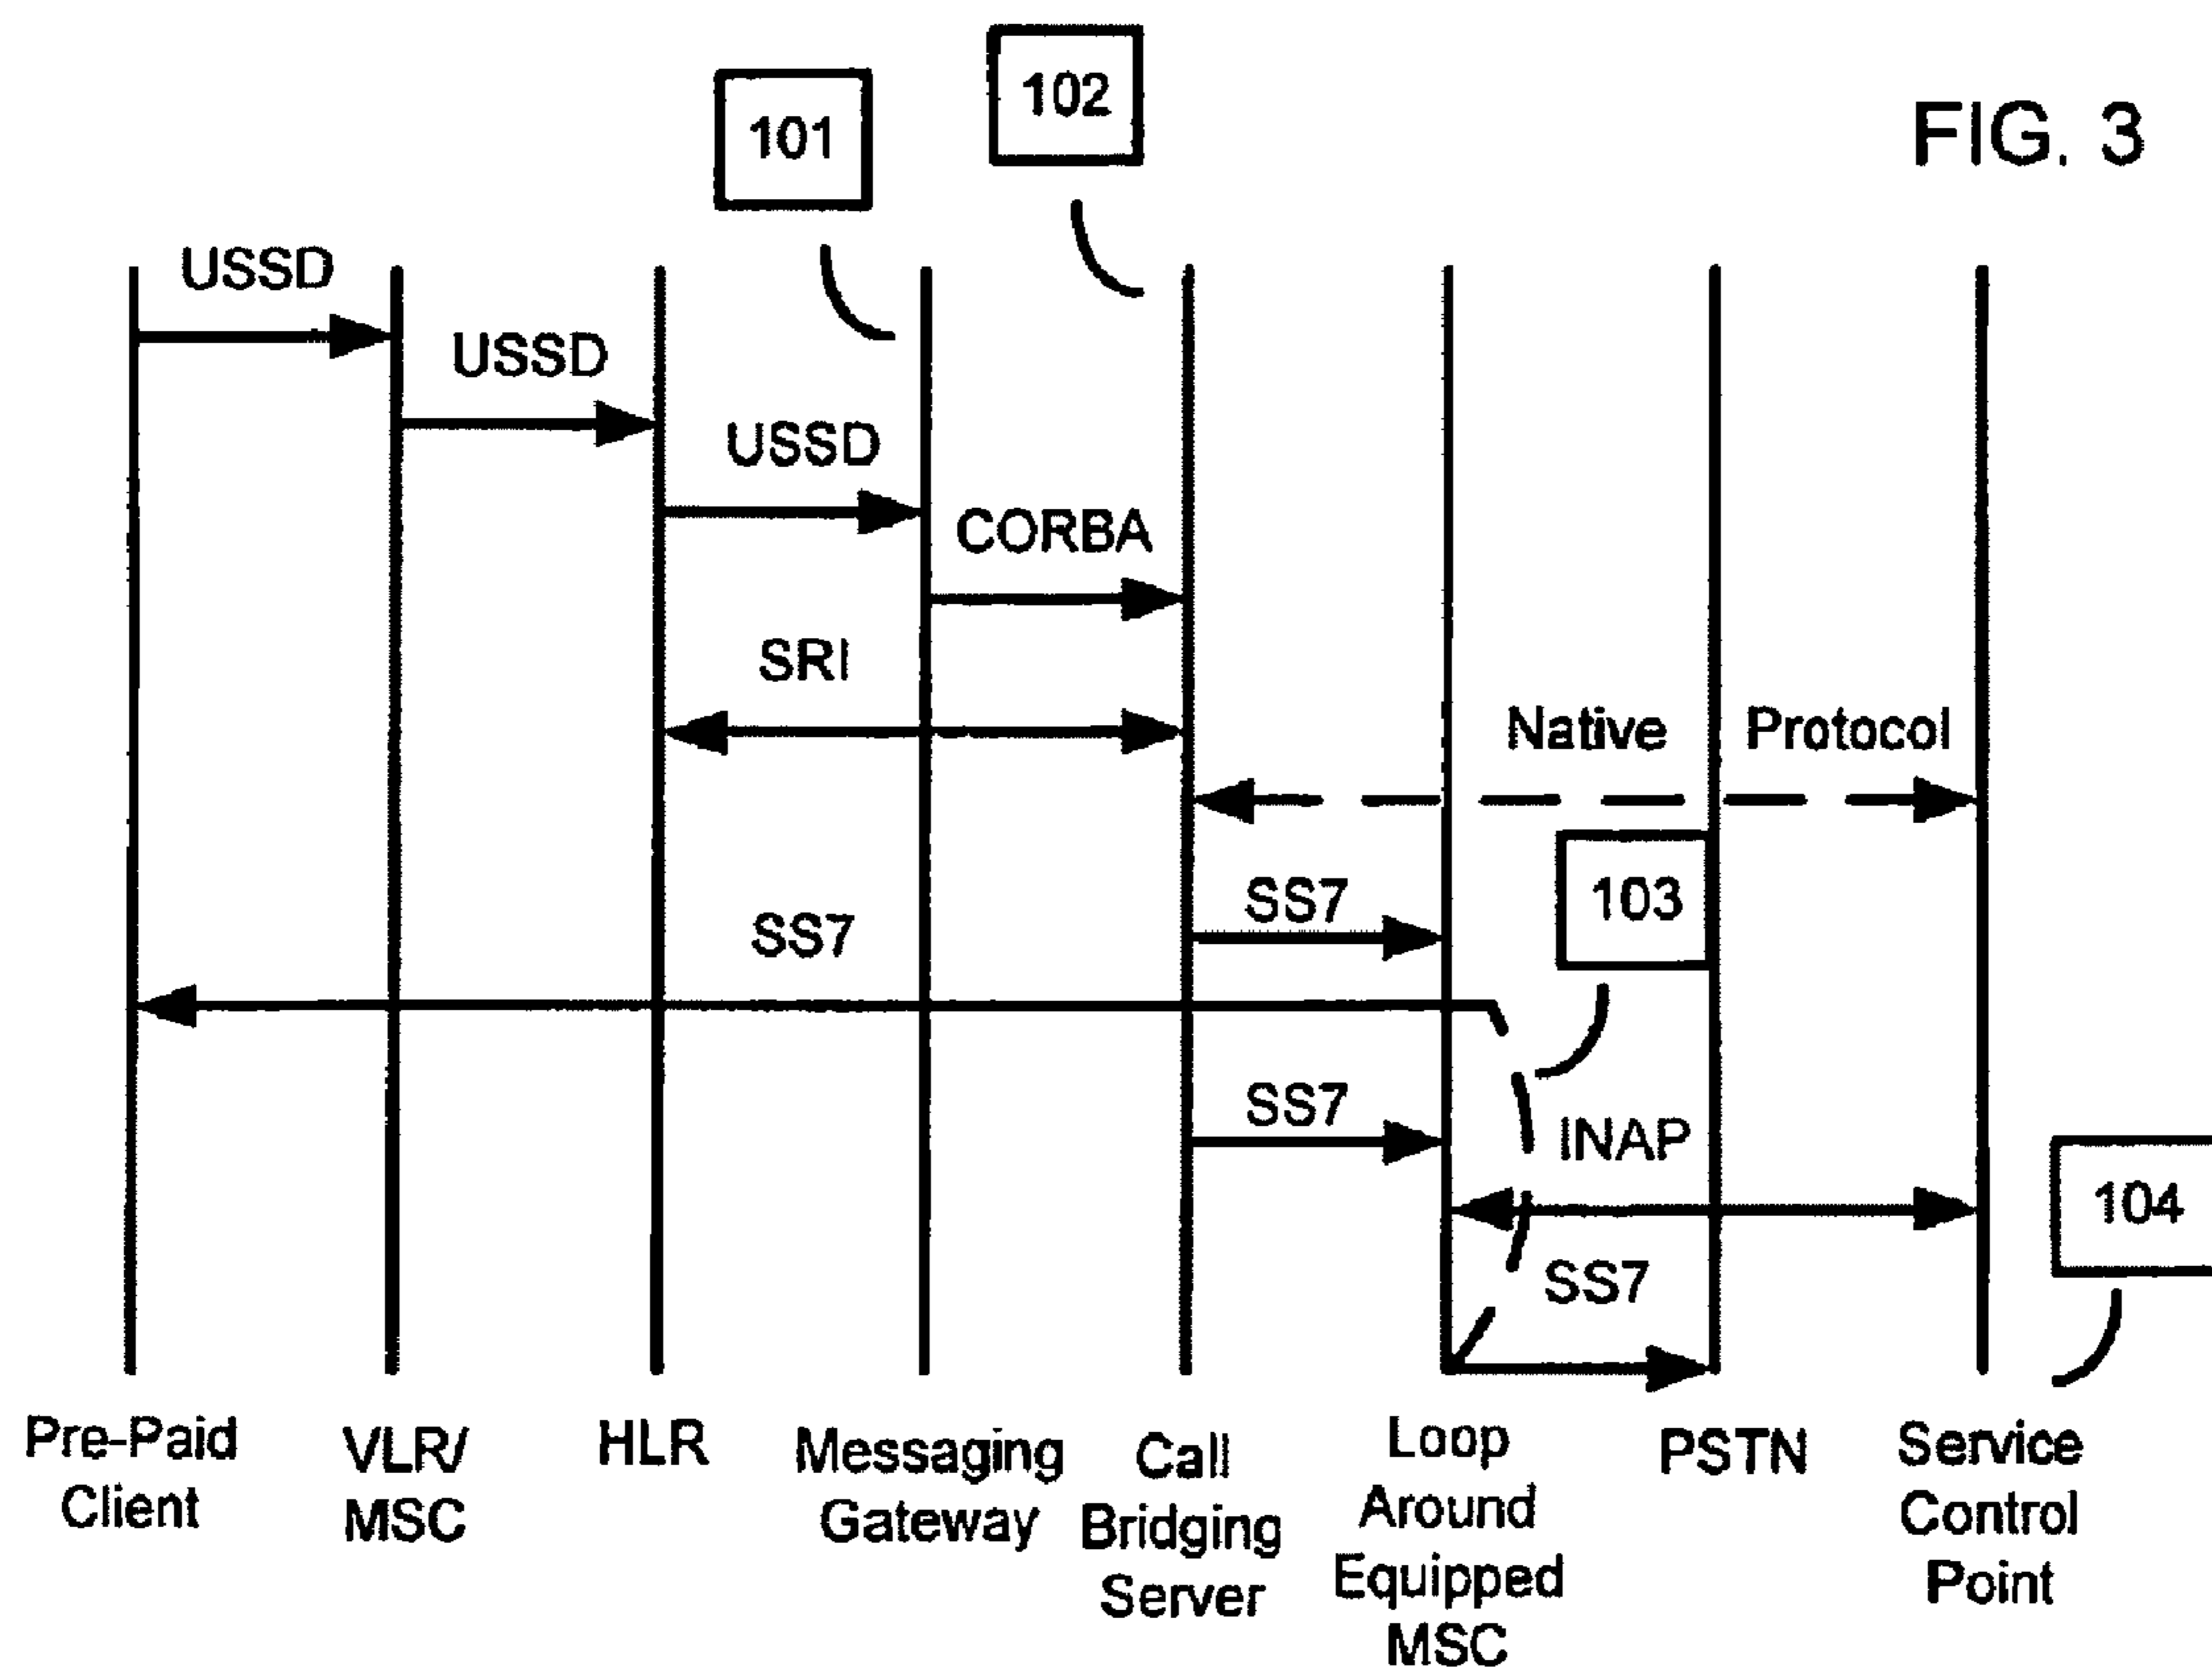 102
FIG. 3
101
USSD
USSD
USSD
CORBA
SRI
Native Protocol
103
SS7
SS7
SS7
INAP
104
SS7
Pre-Paid
Client
VLR/
MSC
HLR
Messaging
Gateway
Call
Bridging
Server
Loop
Around
Equipped
MSC
PSTN
Service
Control
Point